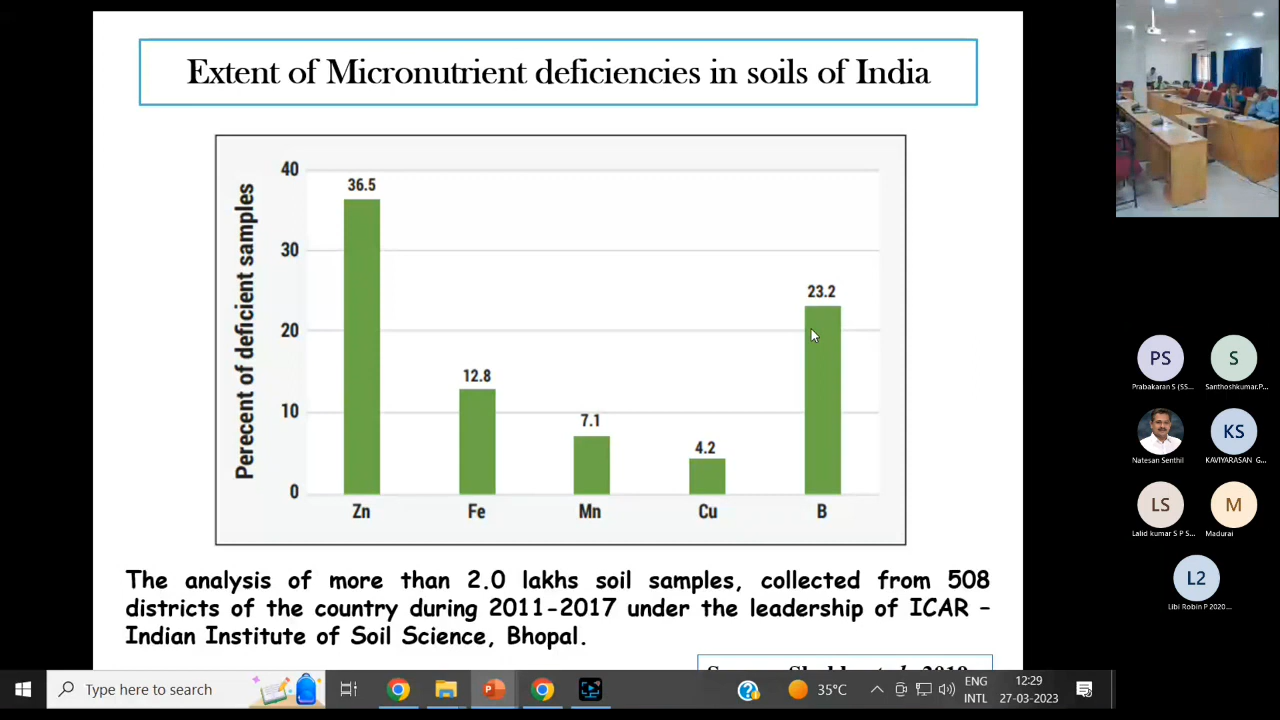 Extent of Micronutrient deficiencies in soils of India
Perecent of deficient samples
40
30
20
10
0
36.5
12.8
7.1
4.2
23.2
Zn
Fe
Mn
Cu
B
The analysis of more than 2.0 lakhs soil samples, collected from 508
districts of the country during 2011-2017 under the leadership of ICAR –
Indian Institute of Soil Science, Bhopal.
PS
Prabakaran S (SS...
S
Santhoshkumar.P...
Natesan Senthil
KS
KAVIYARASAN G...
LS
Lalid kumar S P S...
M
Madurai
L2
Libi Robin P 2020...
Type here to search
35°C
ENG
INTL
12:29
27-03-2023